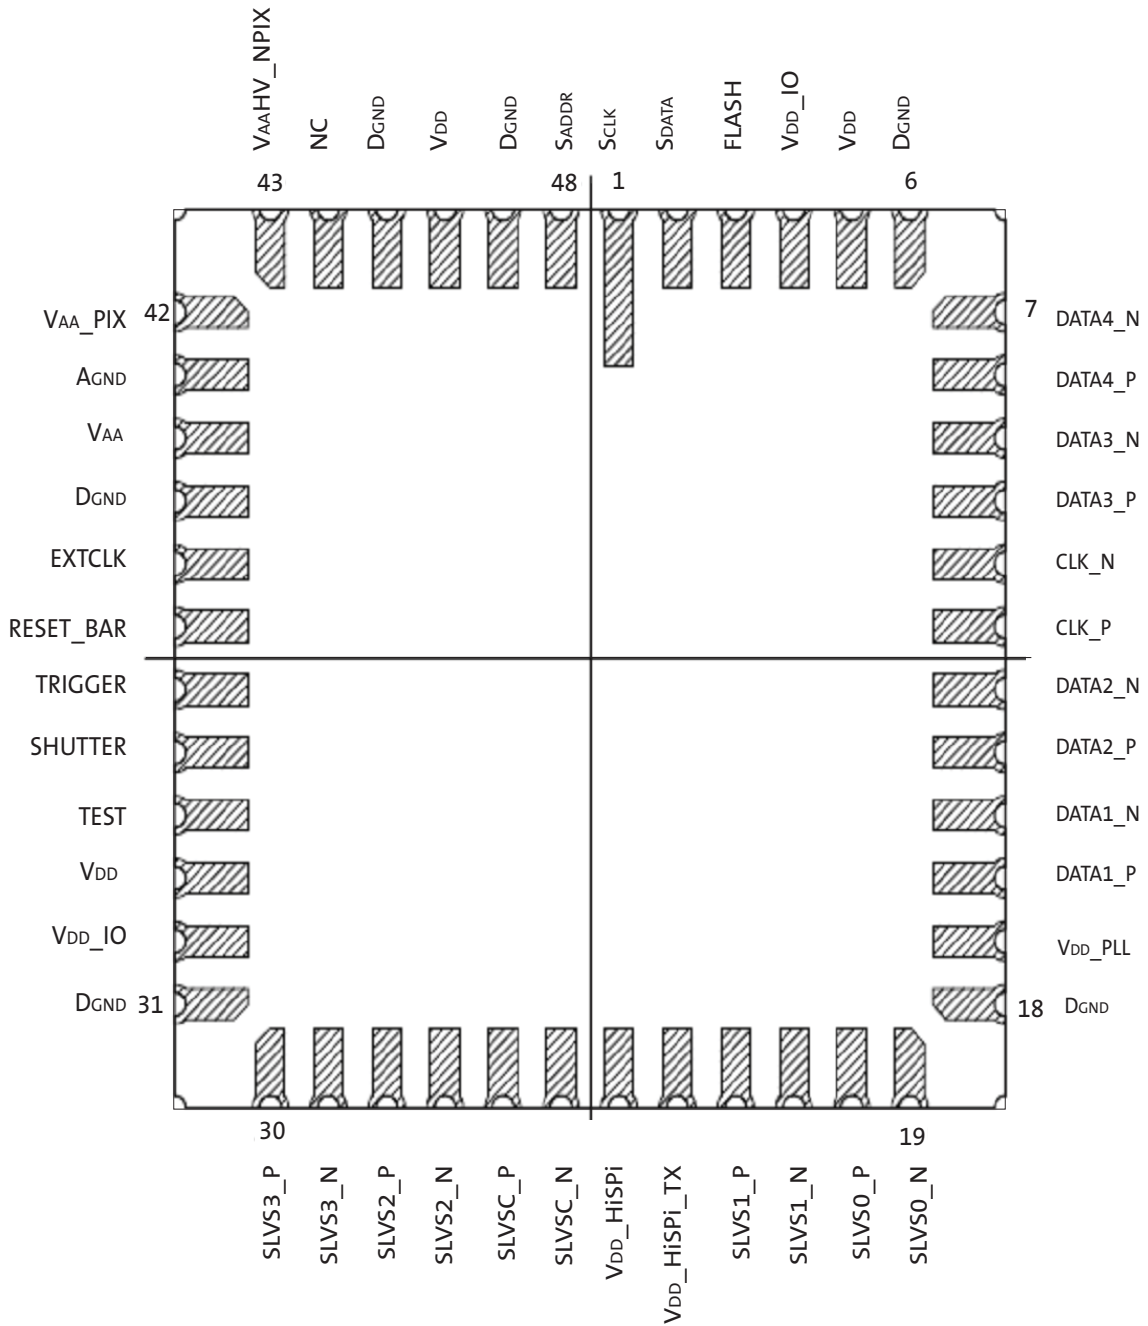 VAAHV_NPIX
NC
DGND
VDD
DGND
SADDR
SCLK
SDATA
FLASH
VDD_IO
VDD
DGND
43
48
1
6
VAA_PIX 42
AGND
VAA
DGND
EXTCLK
RESET_BAR
TRIGGER
SHUTTER
TEST
VDD
VDD_IO
DGND 31
7 DATA4_N
DATA4_P
DATA3_N
DATA3_P
CLK_N
CLK_P
DATA2_N
DATA2_P
DATA1_N
DATA1_P
VDD_PLL
18 DGND
30
19
SLVS3_P
SLVS3_N
SLVS2_P
SLVS2_N
SLVSC_P
SLVSC_N
VDD_HiSPi
VDD_HiSPi_TX
SLVS1_P
SLVS1_N
SLVS0_P
SLVS0_N